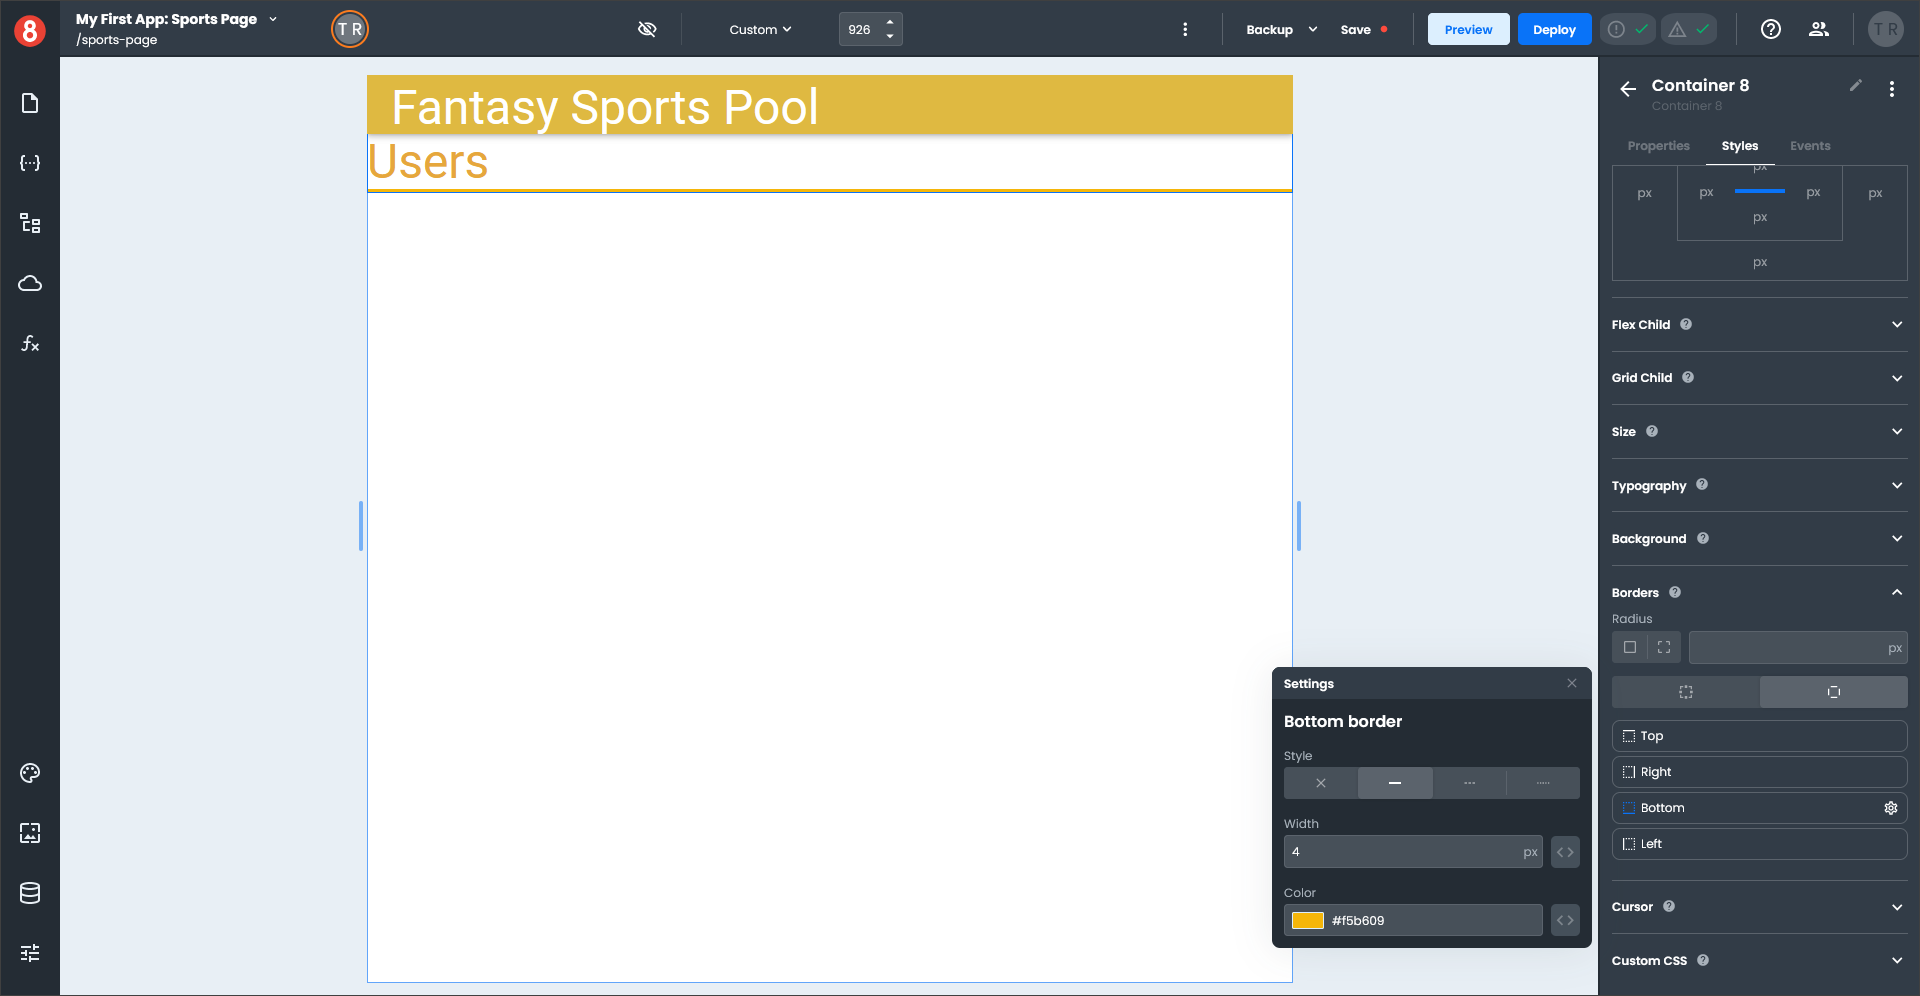 8
My First App: Sports Page
/sports-page
T R
Custom
926
Backup
Save
Preview
Deploy
T R
Fantasy Sports Pool
Users
Container 8
Container 8
Properties
Styles
Events
px
px
px
px
px
px
px
Flex Child
Grid Child
Size
Typography
Background
Borders
Radius
px
Top
Right
Bottom
Left
Cursor
Custom CSS
Settings
Bottom border
Style
Width
4
px
Color
#f5b609